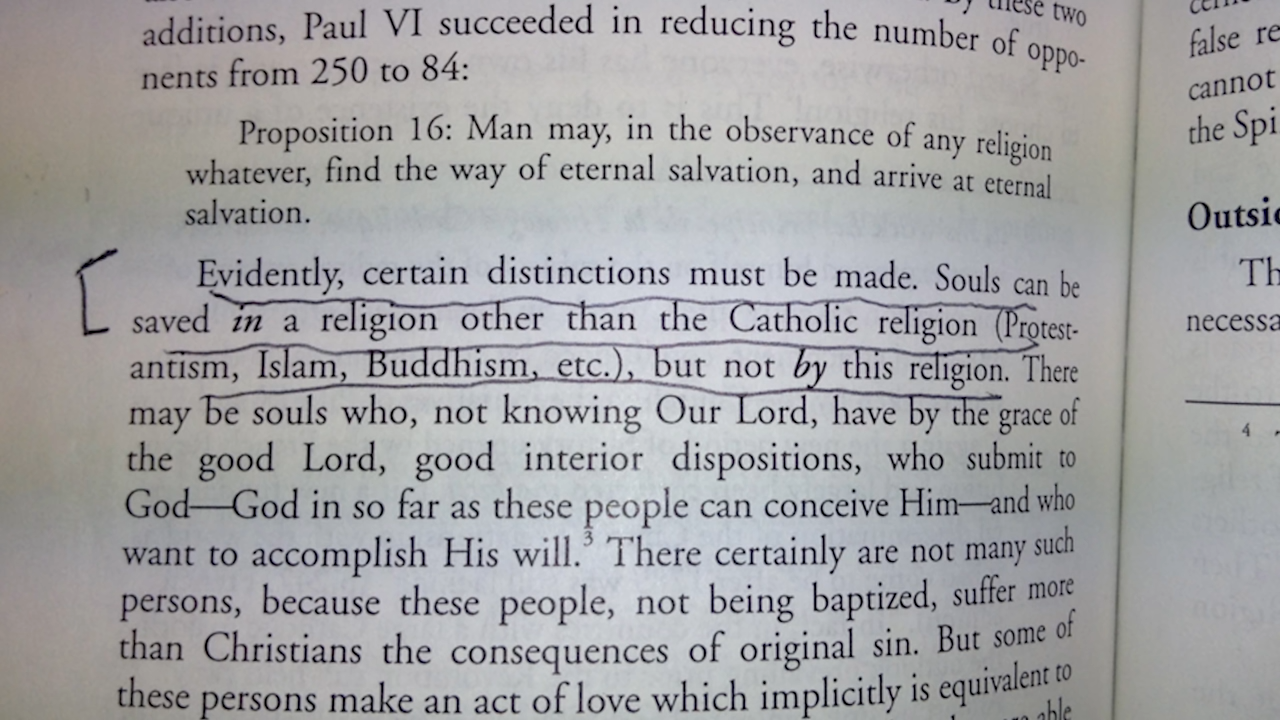 By these two
additions, Paul VI succeeded in reducing the number of oppo-
nents from 250 to 84:
Proposition 16: Man may, in the observance of any religion
whatever, find the way of eternal salvation, and arrive at eternal
salvation.
Evidently, certain distinctions must be made. Souls can be
saved in a religion other than the Catholic religion (Protest-
antism, Islam, Buddhism, etc.), but not by this religion. There
may be souls who, not knowing Our Lord, have by the grace of
the good Lord, good interior dispositions, who submit to
God—God in so far as these people can conceive Him—and who
want to accomplish His will.³ There certainly are not many such
persons, because these people, not being baptized, suffer more
than Christians the consequences of original sin. But some of
these persons make an act of love which implicitly is equivalent to
false re
cannot
the Spi
Outsi
Th
necessa
4